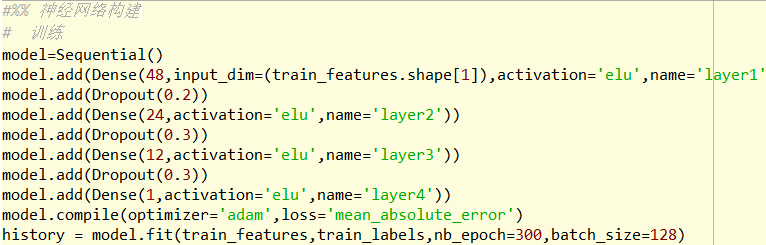 #%% 神经网络构建
#  训练
model=Sequential()
model.add(Dense(48,input_dim=(train_features.shape[1]),activation='elu',name='layer1'
model.add(Dropout(0.2))
model.add(Dense(24,activation='elu',name='layer2'))
model.add(Dropout(0.3))
model.add(Dense(12,activation='elu',name='layer3'))
model.add(Dropout(0.3))
model.add(Dense(1,activation='elu',name='layer4'))
model.compile(optimizer='adam',loss='mean_absolute_error')
history = model.fit(train_features,train_labels,nb_epoch=300,batch_size=128)